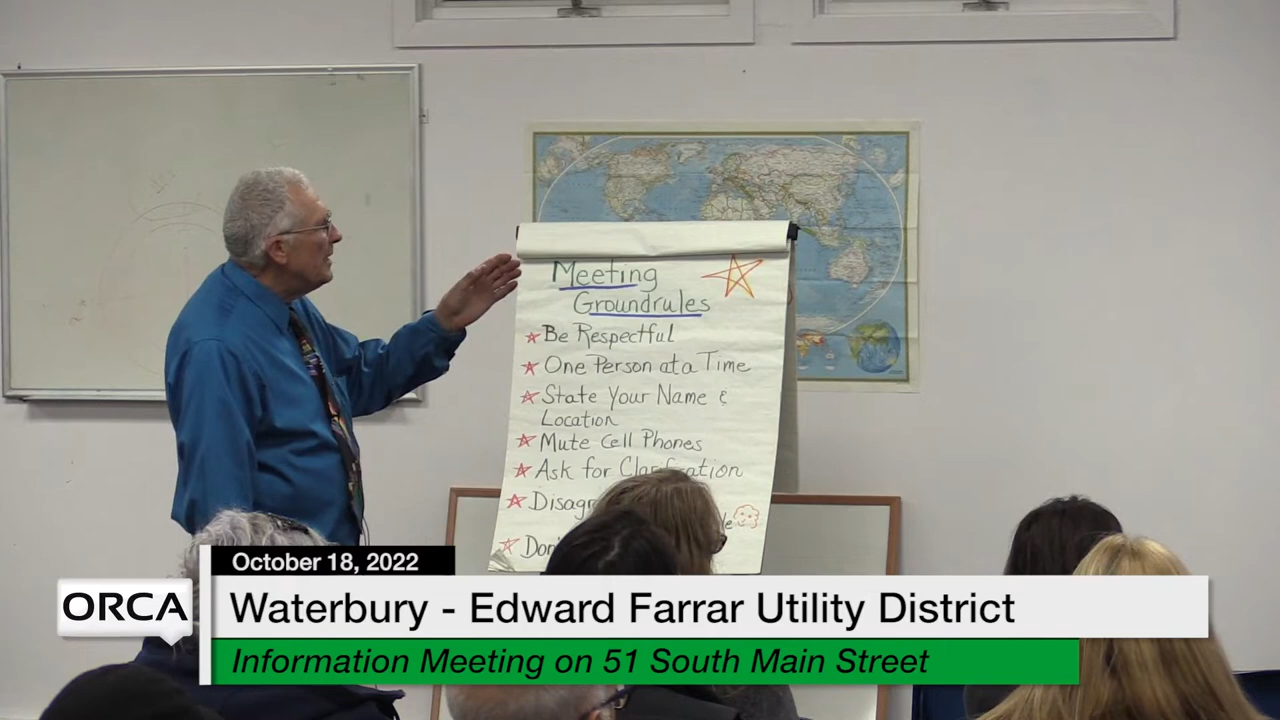 Meeting
Groundrules
Be Respectful
One Person at a Time
State Your Name &
Location
Mute Cell Phones
Ask for
October 18, 2022
ORCA
Waterbury - Edward Farrar Utility District
Information Meeting on 51 South Main Street